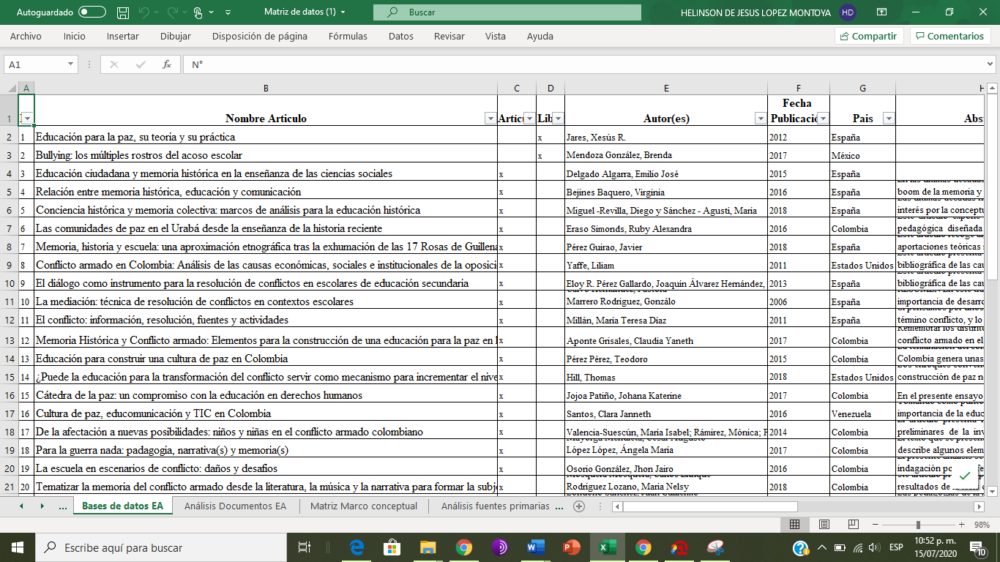 Autoguardado Matriz de datos (1) Buscar HELINSON DE JESUS LOPEZ MONTOYA HD
Archivo Inicio Insertar Dibujar Disposición de página Fórmulas Datos Revisar Vista Ayuda Compartir Comentarios
A1 fx N°
A B C D E F G H
1 Nombre Articulo Artícu Lib Autor(es) Fecha Publicació Pais Abs
2 1 Educación para la paz, su teoría y su práctica x Jares, Xesús R. 2012 España
3 2 Bullying: los múltiples rostros del acoso escolar x Mendoza González, Brenda 2017 México
4 3 Educación ciudadana y memoria histórica en la enseñanza de las ciencias sociales x Delgado Algarra, Emilio José 2015 España
5 4 Relación entre memoria histórica, educación y comunicación x Bejines Baquero, Virginia 2016 España boom de la memoria y
6 5 Conciencia histórica y memoria colectiva: marcos de análisis para la educación histórica x Miguel -Revilla, Diego y Sánchez - Agustí, Maria 2018 España interés por la conceptu
7 6 Las comunidades de paz en el Urabá desde la enseñanza de la historia reciente x Eraso Simonds, Ruby Alexandra 2016 Colombia pedagógica diseñada
8 7 Memoria, historia y escuela: una aproximación etnográfica tras la exhumación de las 17 Rosas de Guillena x Pérez Guirao, Javier 2018 España aportaciones teóricas
9 8 Conflicto armado en Colombia: Análisis de las causas económicas, sociales e institucionales de la oposici x Yaffe, Liliam 2011 Estados Unidos bibliográfica de las cau
10 9 El diálogo como instrumento para la resolución de conflictos en escolares de educación secundaria x Eloy R. Pérez Gallardo, Joaquín Álvarez Hernández, 2013 España bibliográfica de las cau
11 10 La mediación: técnica de resolución de conflictos en contextos escolares x Marrero Rodriguez, Gonzálo 2006 España importancia de desarro
12 11 El conflicto: información, resolución, fuentes y actividades x Millán, Maria Teresa Diaz 2011 España término conflicto, y lo
13 12 Memoria Histórica y Conflicto armado: Elementos para la construcción de una educación para la paz en x Aponte Grisales, Claudia Yaneth 2017 Colombia conflicto armado en el
14 13 Educación para construir una cultura de paz en Colombia x Pérez Pérez, Teodoro 2015 Colombia Colombia genera unas
15 14 ¿Puede la educación para la transformación del conflicto servir como mecanismo para incrementar el nive x Hill, Thomas 2018 Estados Unidos construcción de paz n
16 15 Cátedra de la paz: un compromiso con la educación en derechos humanos x Jojoa Patiño, Johana Katerine 2017 Colombia En el presente ensayo
17 16 Cultura de paz, educomunicación y TIC en Colombia x Santos, Clara Janneth 2016 Venezuela importancia de la educ
18 17 De la afectación a nuevas posibilidades: niños y niñas en el conflicto armado colombiano x Valencia-Suescún, María Isabel; Rámirez, Mònica; F 2014 Colombia preliminares de la inv
19 18 Para la guerra nada: padagogia, narrativa(s) y memoria(s) x López López, Ángela María 2017 Colombia describe algunos elem
20 19 La escuela en escenarios de conflicto: daños y desafíos x Osorio González, Jhon Jairo 2016 Colombia indagación
21 20 Tematizar la memoria del conflicto armado desde la literatura, la música y la narrativa para formar la subj x Rodriguez Lozano, María Nelsy 2018 Colombia resultados de
... Bases de datos EA Análisis Documentos EA Matriz Marco conceptual Análisis fuentes primarias ...
98%
Escribe aquí para buscar ESP 10:52 p. m.
15/07/2020 10